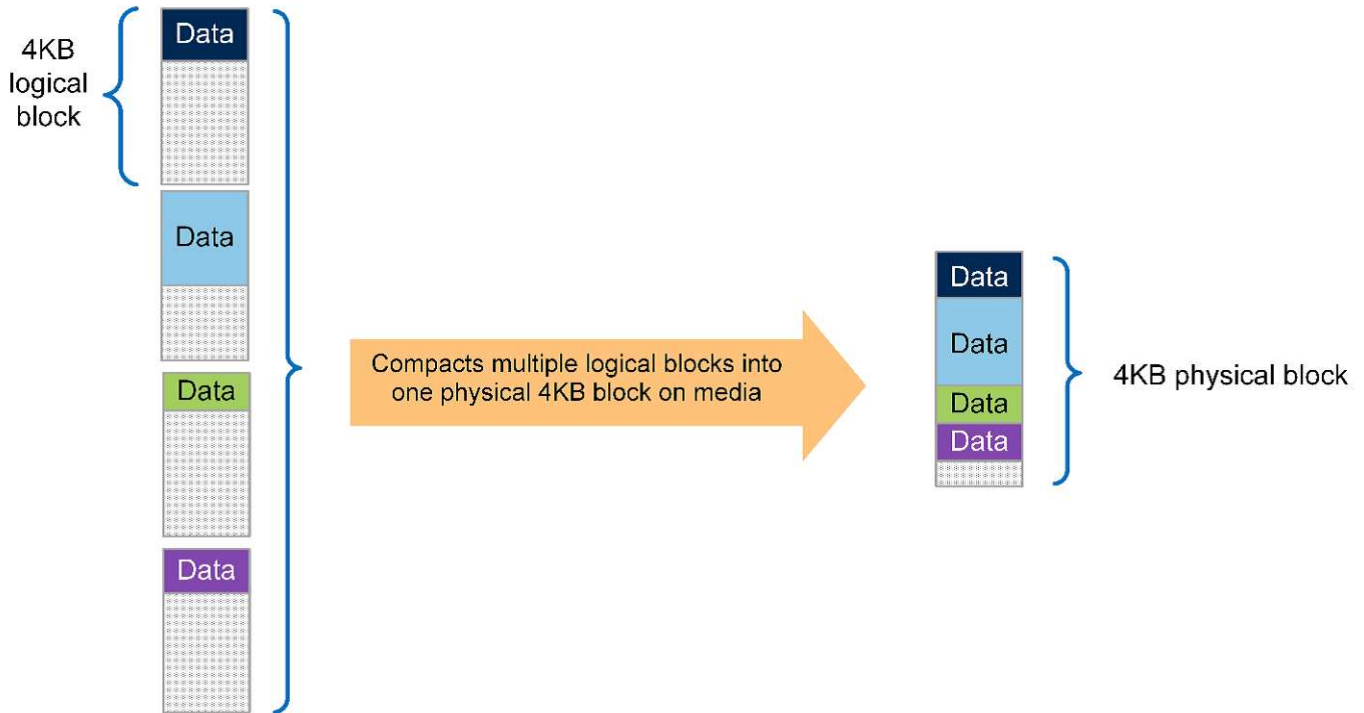 4KB
logical
block
Data
Data
Data
Data
Compacts multiple logical blocks into
one physical 4KB block on media
Data
Data
Data
Data
4KB physical block